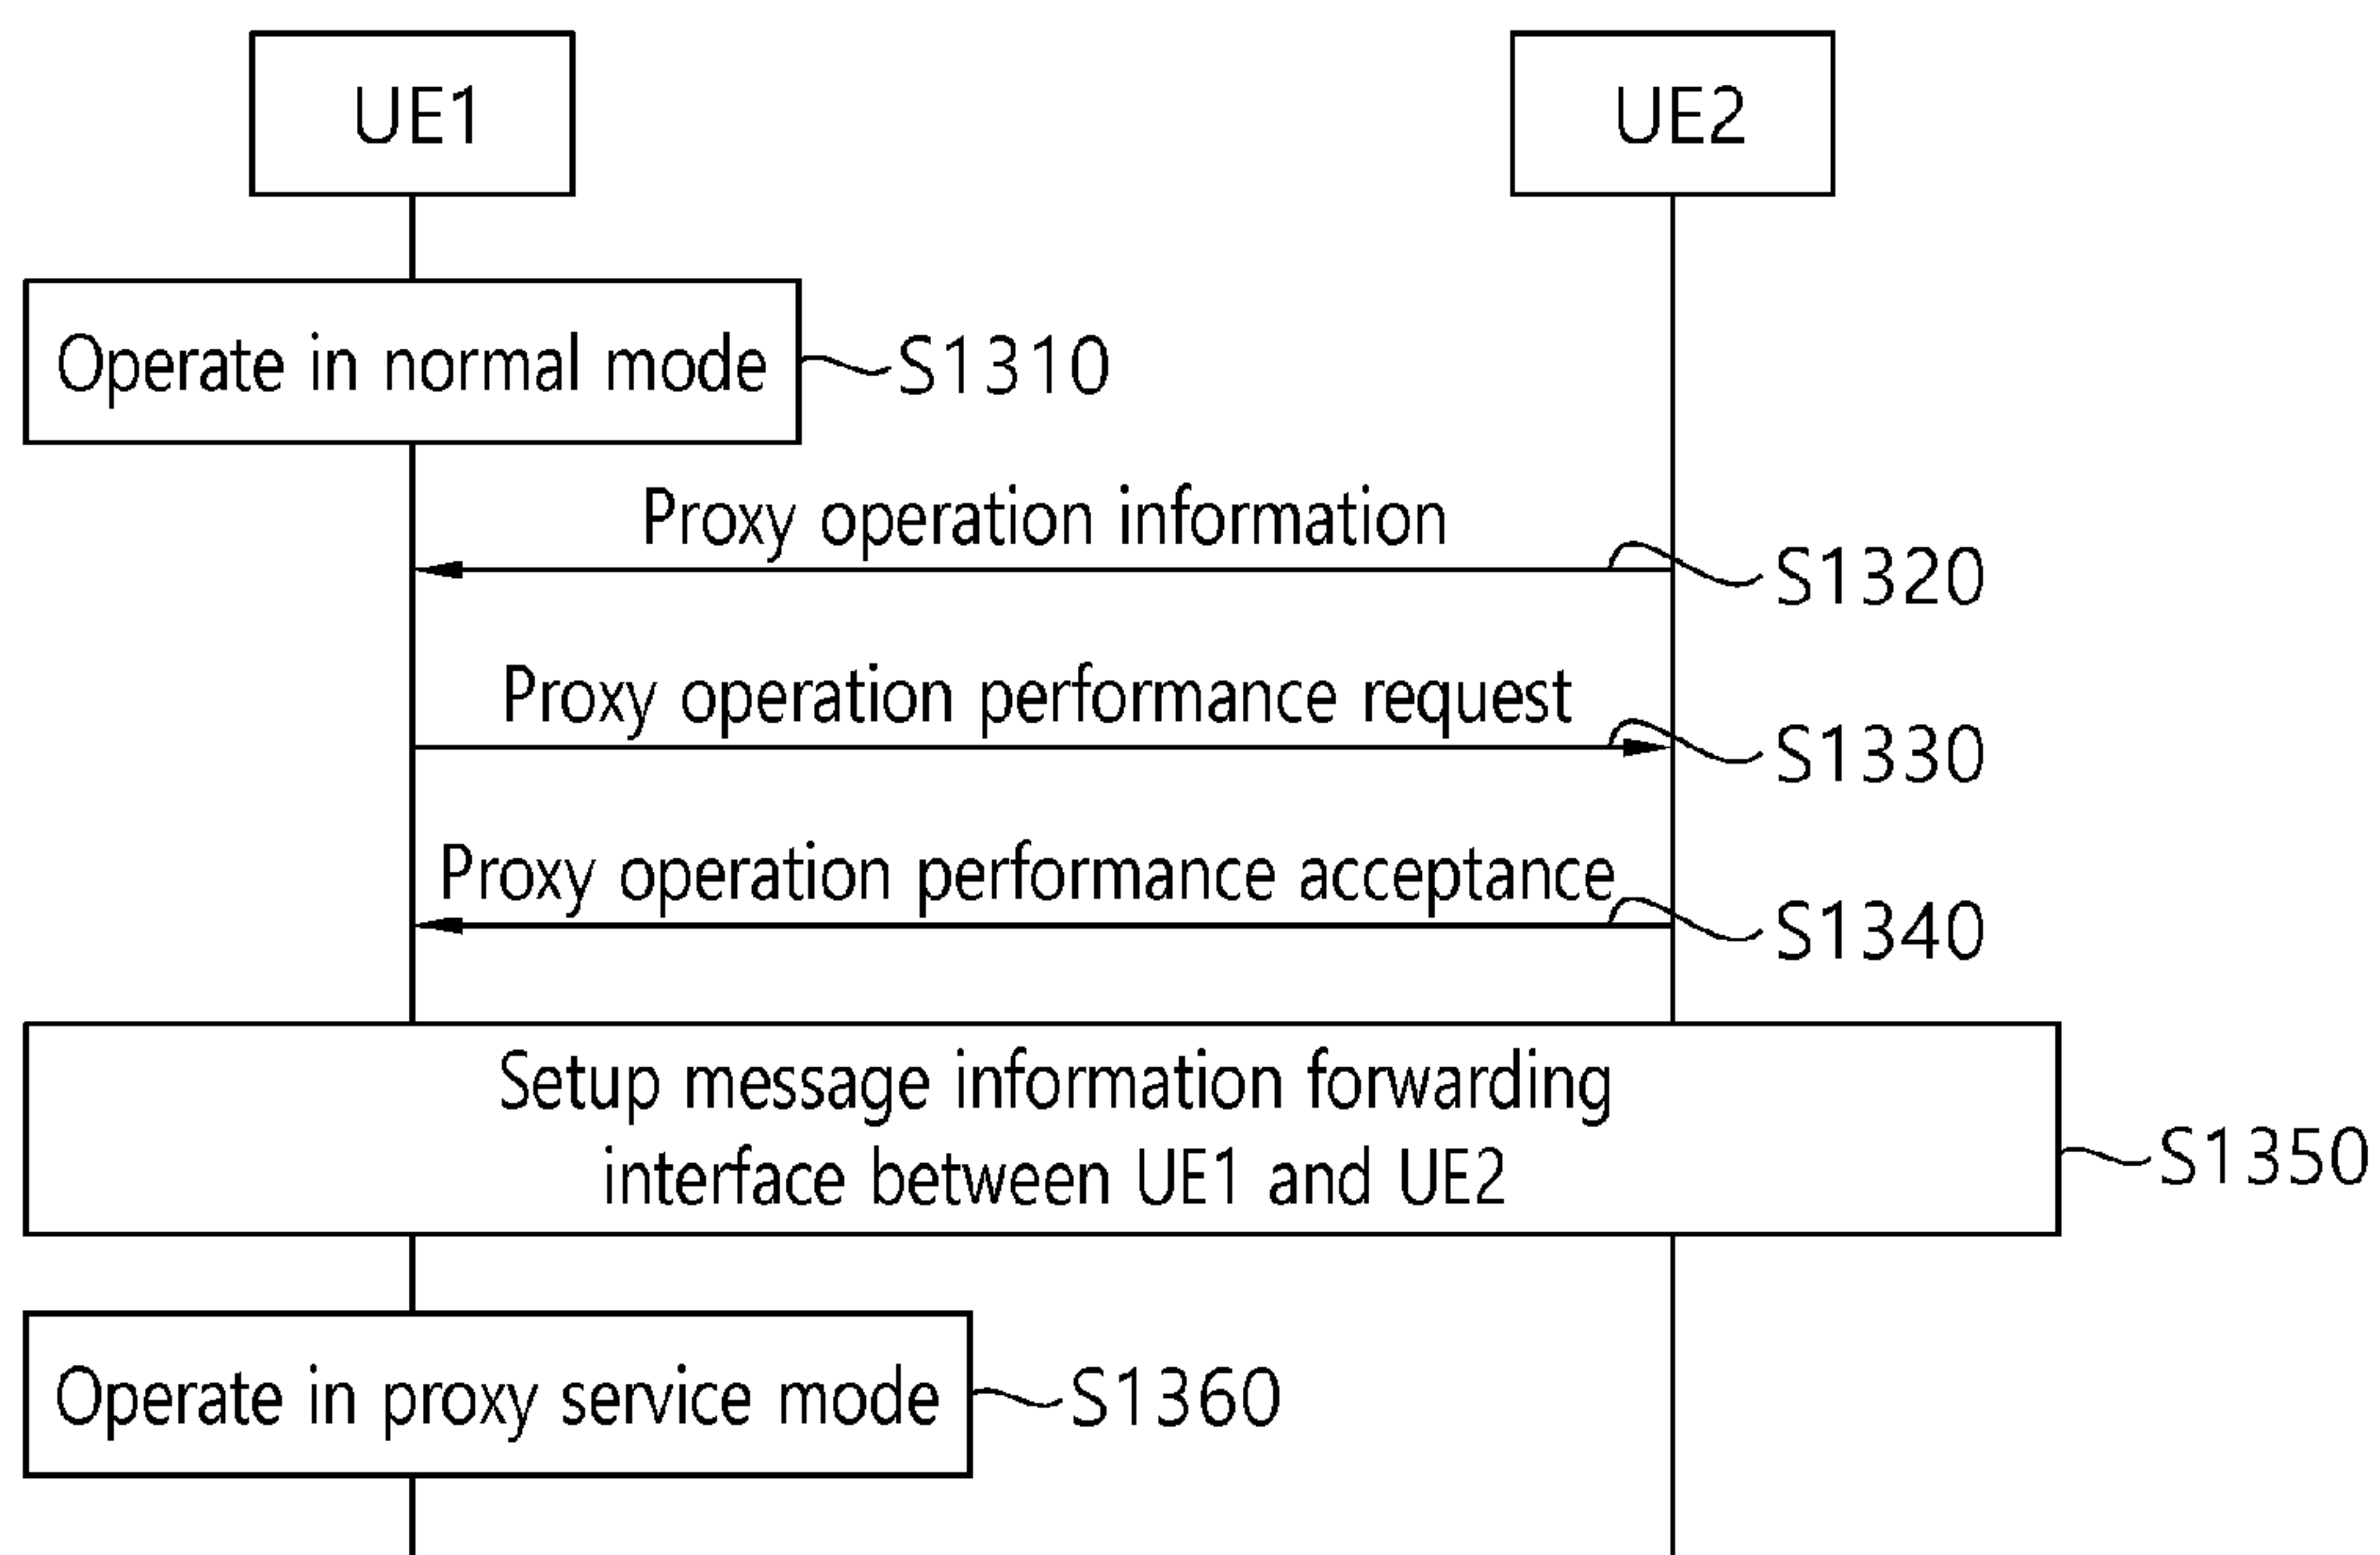 UE1
UE2
Operate in normal mode
S1310
Proxy operation information
S1320
Proxy operation performance request
S1330
Proxy operation performance acceptance
S1340
Setup message information forwarding
interface between UE1 and UE2
S1350
Operate in proxy service mode
S1360